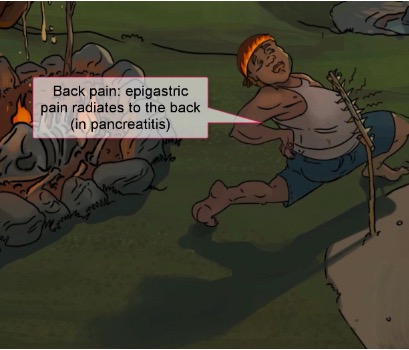 Back pain: epigastric
pain radiates to the back
(in pancreatitis)